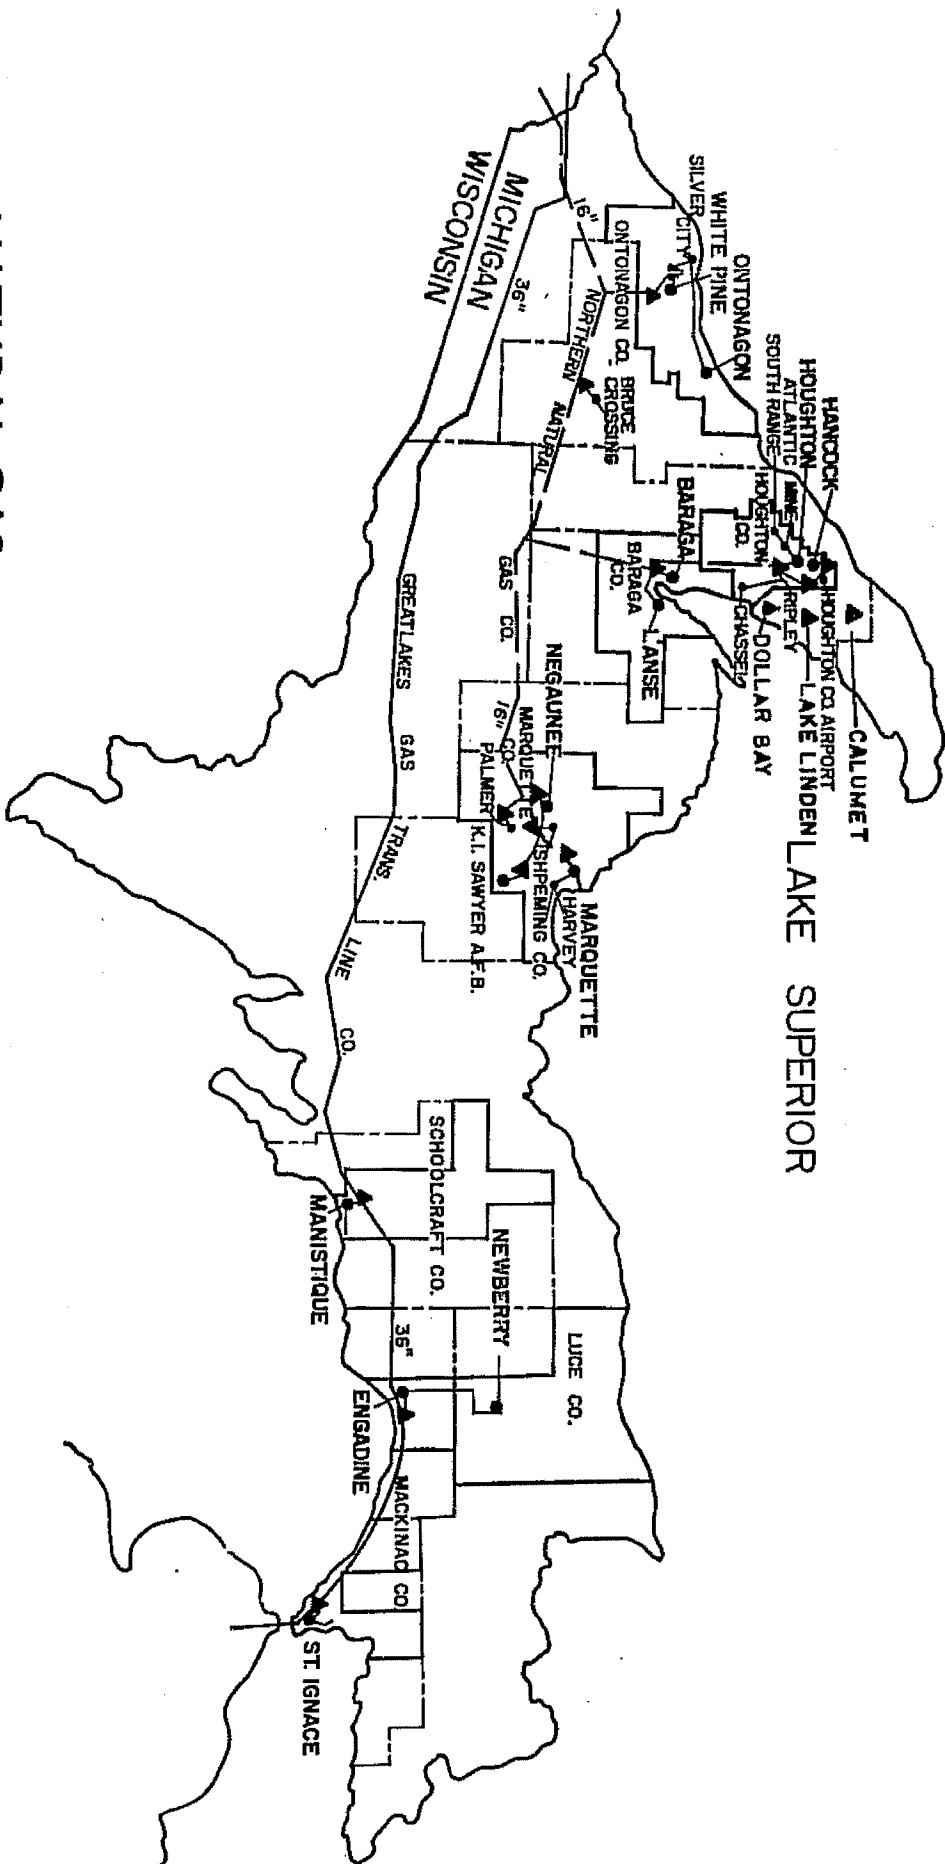 LAKE SUPERIOR
CALUMET
HOUGHTON CO. AIRPORT
LAKE LINDEN
HANCOCK
HOUGHTON
ATLANTIC MINE
SOUTH RANGE
HOUGHTON
CO.
RIPLEY
DOLLAR BAY
CHASSELL
ONTONAGON
WHITE PINE
SILVER
CITY
BARAGA
BARAGA
CO.
L'ANSE
ONTONAGON CO.
BRUCE
CROSSING
16"
NORTHERN NATURAL
GAS CO.
16"
NEGAUNEE
MARQUETTE
CO.
PALMER
ISHPEMING
CO.
K.I. SAWYER A.F.B.
HARVEY
MARQUETTE
MICHIGAN
WISCONSIN
36"
GREAT LAKES GAS TRANS. LINE CO.
SCHOOLCRAFT CO.
MANISTIQUE
NEWBERRY
LUCE CO.
36"
ENGADINE
MACKINAC CO.
ST. IGNACE